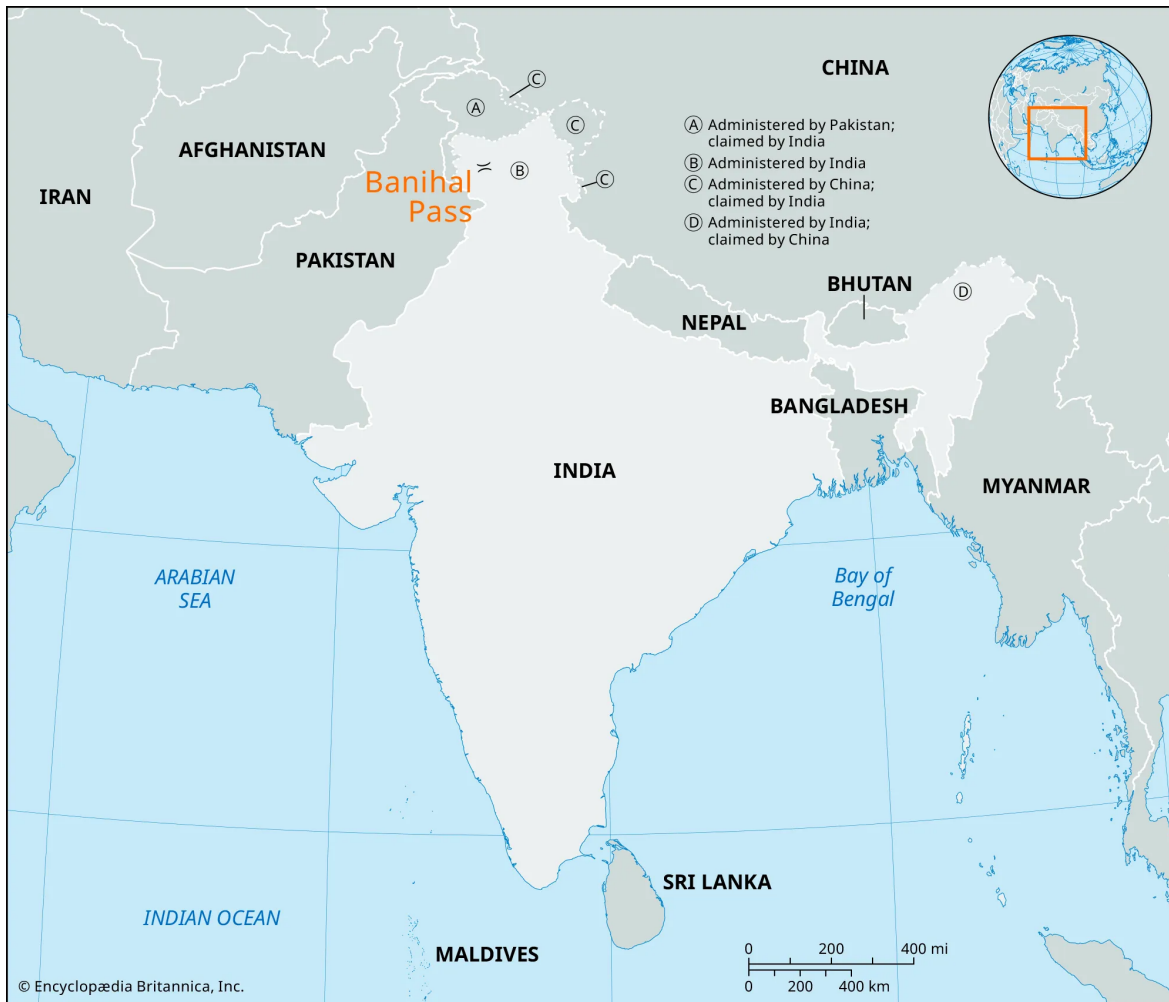 CHINA
Ⓒ
Ⓐ
Ⓒ
Ⓐ Administered by Pakistan;
claimed by India
Ⓑ Administered by India
Ⓒ Administered by China;
claimed by India
Ⓓ Administered by India;
claimed by China
AFGHANISTAN
IRAN
Banihal
Pass
Ⓑ
Ⓒ
PAKISTAN
NEPAL
BHUTAN
Ⓓ
BANGLADESH
INDIA
MYANMAR
ARABIAN
SEA
Bay of
Bengal
SRI LANKA
INDIAN OCEAN
MALDIVES
0 200 400 mi
0 200 400 km
© Encyclopædia Britannica, Inc.